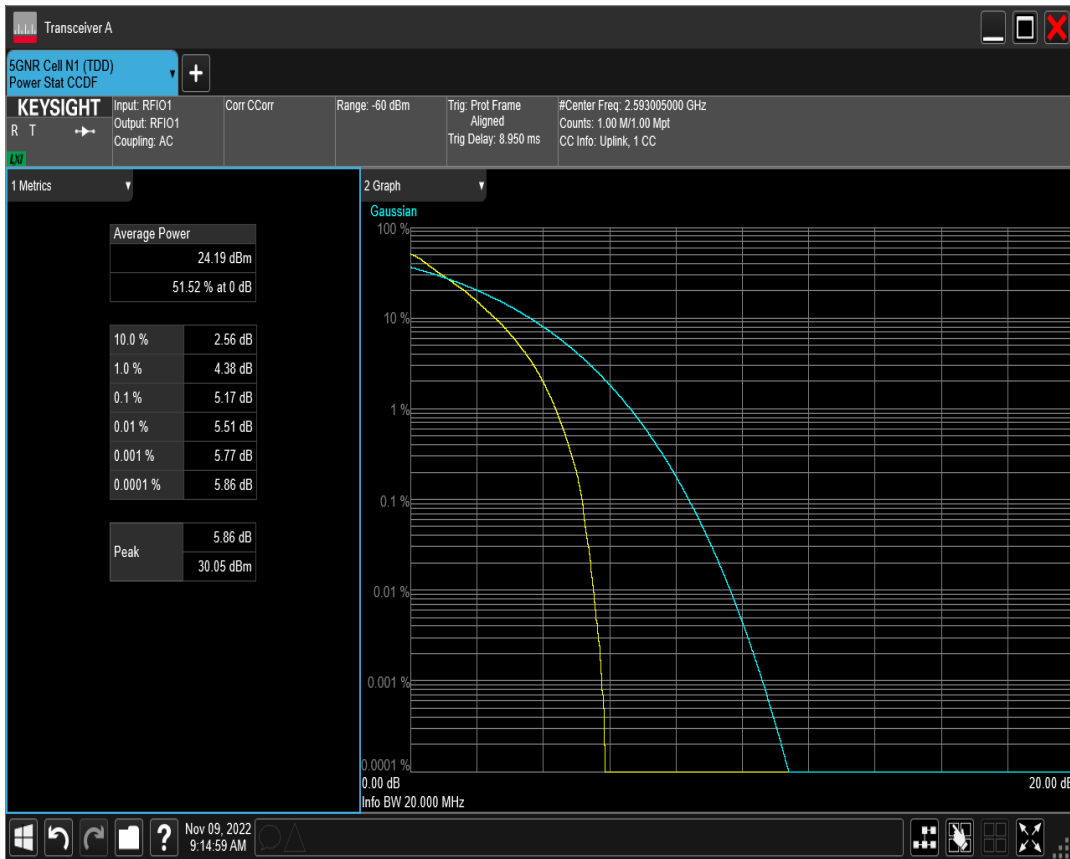 Transceiver A
5GNR Cell N1 (TDD)
Power Stat CCDF
+
KEYSIGHT
R T
LXI
Input: RFIO1
Output: RFIO1
Coupling: AC
Corr CCorr
Range: -60 dBm
Trig: Prot Frame
Aligned
Trig Delay: 8.950 ms
#Center Freq: 2.593005000 GHz
Counts: 1.00 M/1.00 Mpt
CC Info: Uplink, 1 CC
1 Metrics
Average Power
24.19 dBm
51.52 % at 0 dB
10.0 % 2.56 dB
1.0 % 4.38 dB
0.1 % 5.17 dB
0.01 % 5.51 dB
0.001 % 5.77 dB
0.0001 % 5.86 dB
Peak 5.86 dB
30.05 dBm
2 Graph
Gaussian
100 %
10 %
1 %
0.1 %
0.01 %
0.001 %
0.0001 %
0.00 dB 20.00 dB
Info BW 20.000 MHz
?
Nov 09, 2022
9:14:59 AM